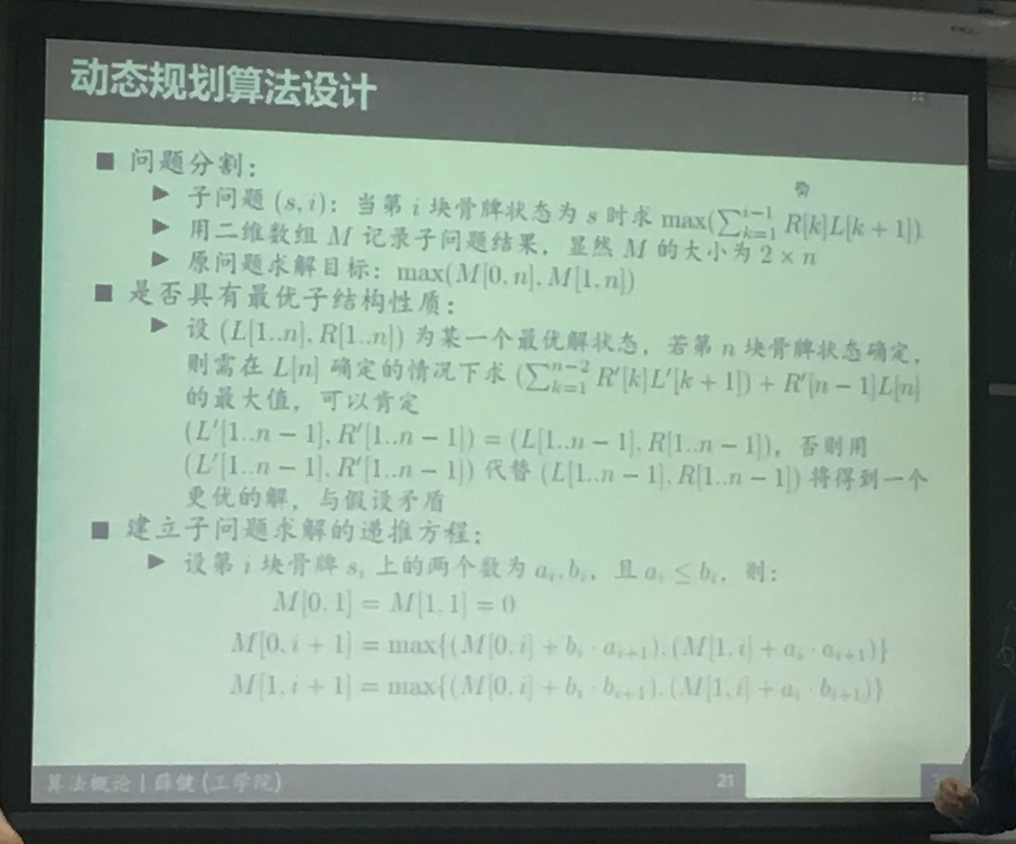 动态规划算法设计
■ 问题分割：
▶ 子问题 (s, i)：当第 i 块骨牌状态为 s 时求 max(∑_{k=1}^{i−1} R[k]L[k + 1])
▶ 用二维数组 M 记录子问题结果，显然 M 的大小为 2 × n
▶ 原问题求解目标：max(M[0, n], M[1, n])
■ 是否具有最优子结构性质：
▶ 设 (L[1..n], R[1..n]) 为某一个最优解状态，若第 n 块骨牌状态确定，
则需在 L[n] 确定的情况下求 (∑_{k=1}^{n−2} R′[k]L′[k + 1]) + R′[n − 1]L[n]
的最大值，可以肯定
(L′[1..n − 1], R′[1..n − 1]) = (L[1..n − 1], R[1..n − 1])，否则用
(L′[1..n − 1], R′[1..n − 1]) 代替 (L[1..n − 1], R[1..n − 1]) 将得到一个
更优的解，与假设矛盾
■ 建立子问题求解的递推方程：
▶ 设第 i 块骨牌 s_i 上的两个数为 a_i, b_i，且 a_i ≤ b_i，则：
M[0, 1] = M[1, 1] = 0
M[0, i + 1] = max{(M[0, i] + b_i · a_{i+1}), (M[1, i] + a_i · a_{i+1})}
M[1, i + 1] = max{(M[0, i] + b_i · b_{i+1}), (M[1, i] + a_i · b_{i+1})}
算法概论 | 薛健 (工学院) 21